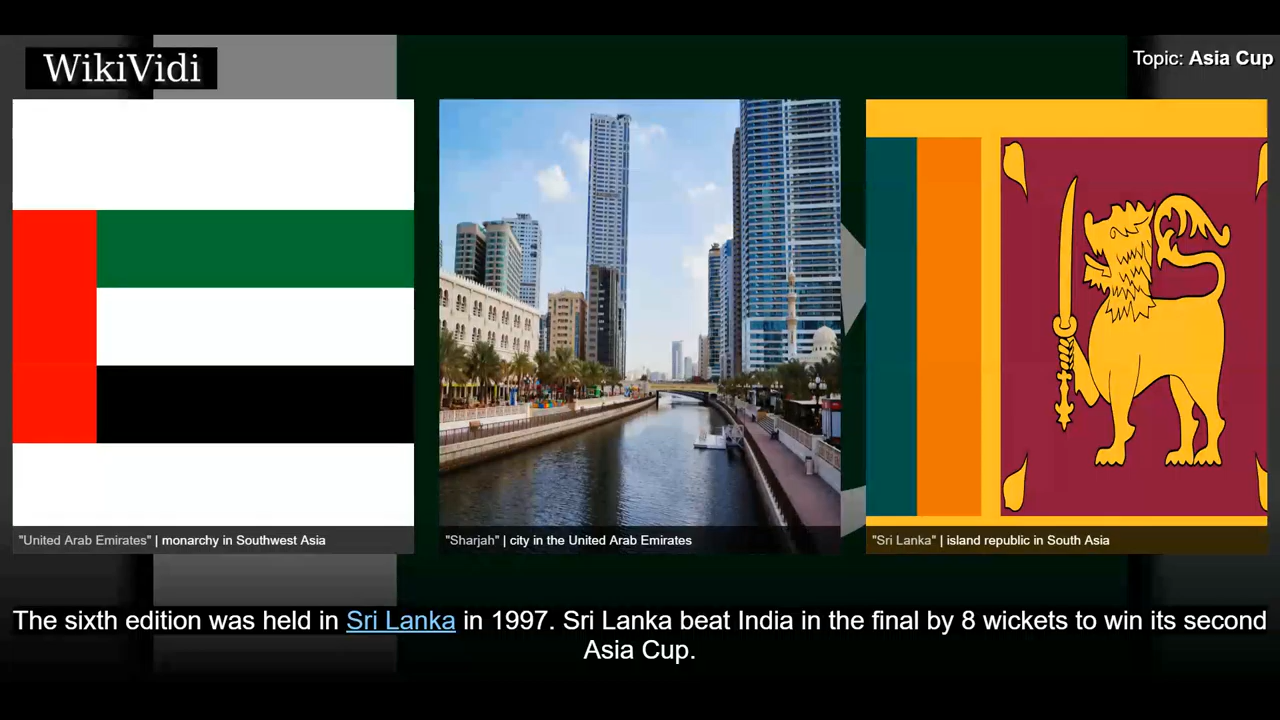 WikiVidi
Topic: Asia Cup
"United Arab Emirates" | monarchy in Southwest Asia
"Sharjah" | city in the United Arab Emirates
"Sri Lanka" | island republic in South Asia
The sixth edition was held in Sri Lanka in 1997. Sri Lanka beat India in the final by 8 wickets to win its second
Asia Cup.